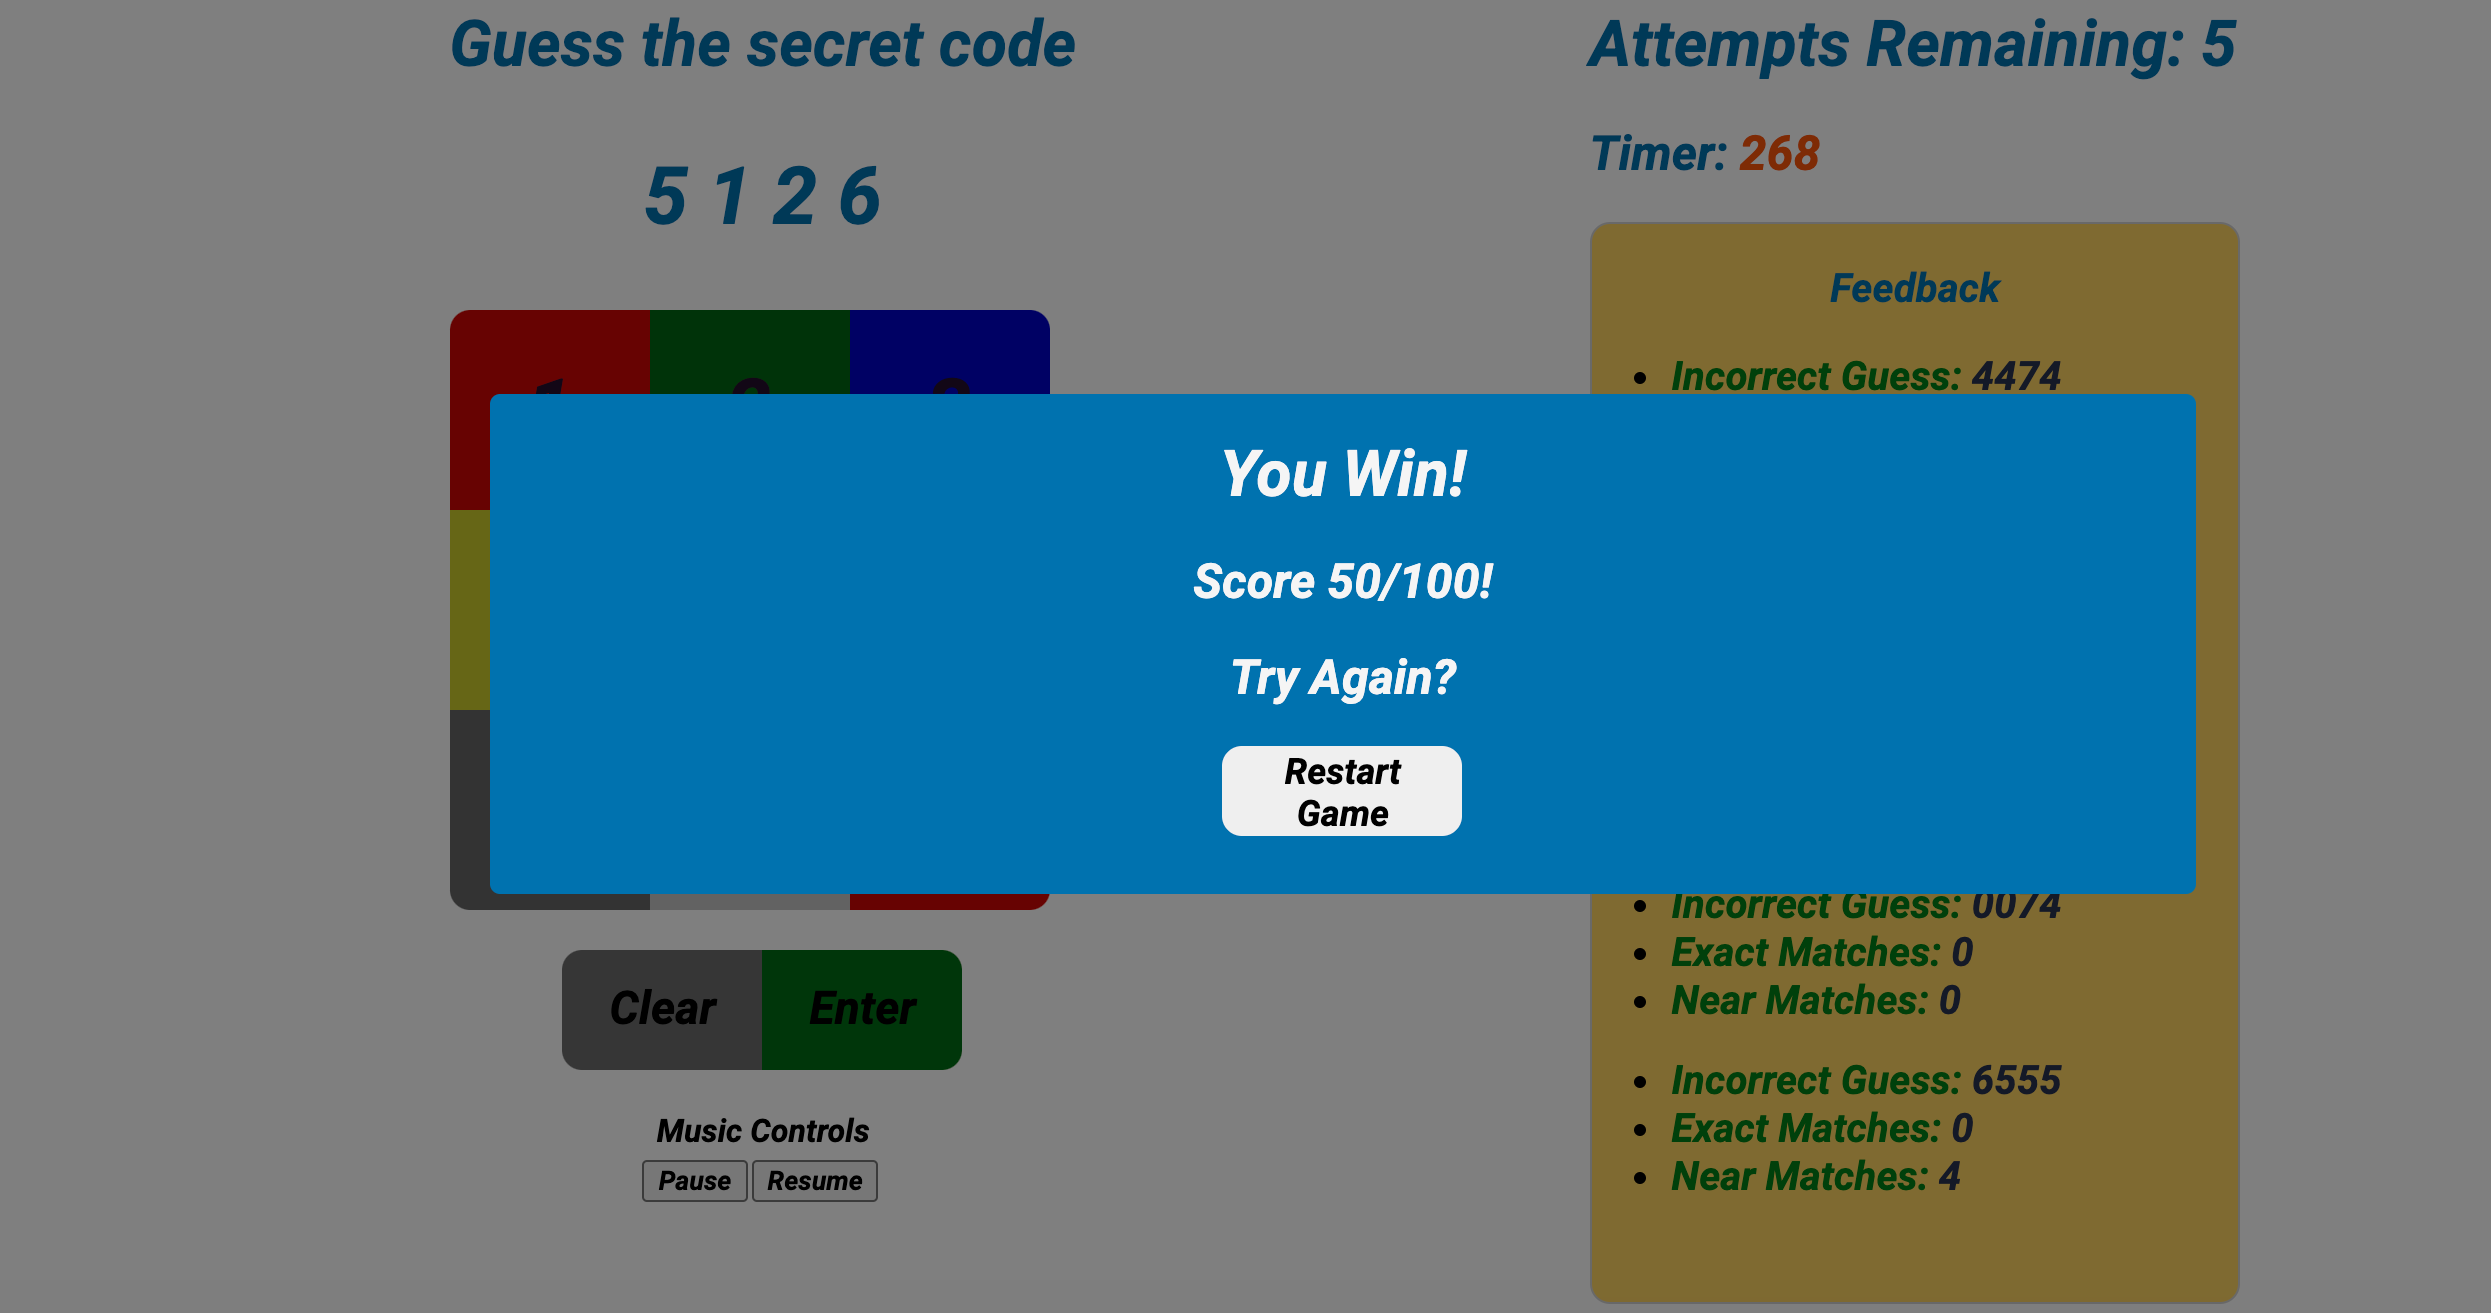 Guess the secret code
Attempts Remaining: 5
Timer: 268
5 1 2 6
Feedback
Incorrect Guess: 4474
You Win!
Score 50/100!
Try Again?
Restart
Game
Incorrect Guess: 0074
Exact Matches: 0
Near Matches: 0
Incorrect Guess: 6555
Exact Matches: 0
Near Matches: 4
Clear
Enter
Music Controls
Pause
Resume